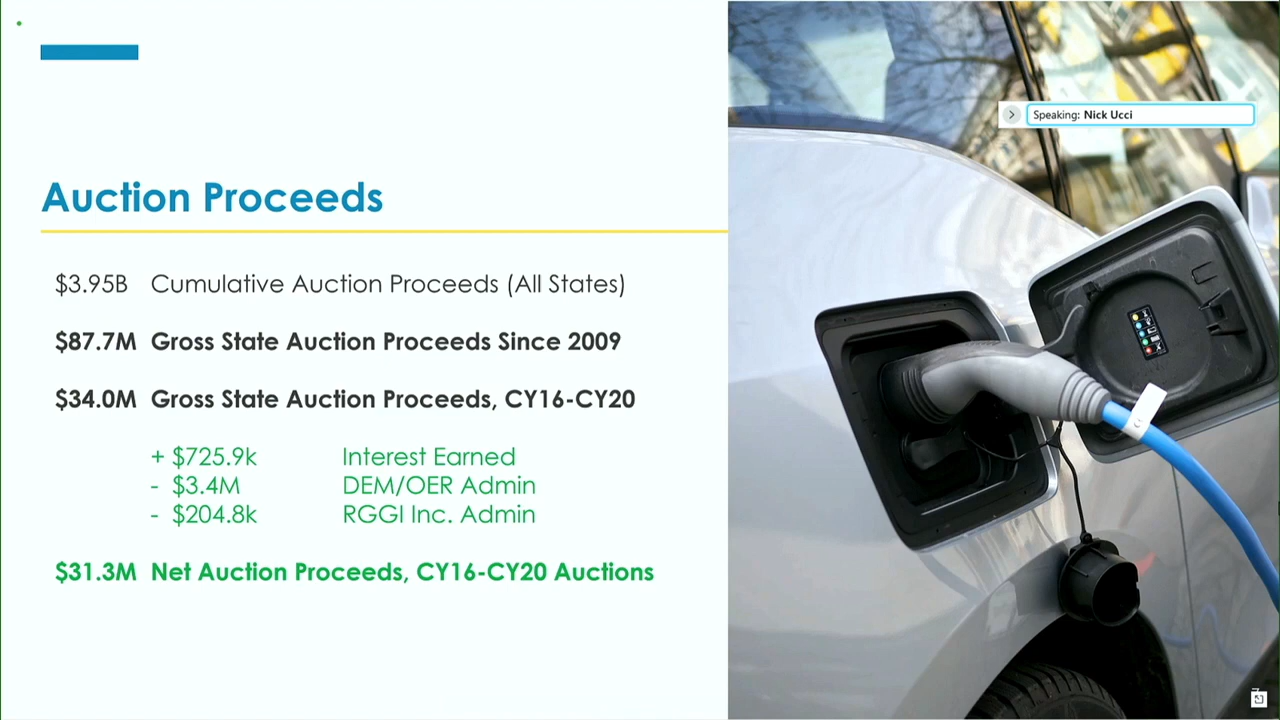 Speaking: Nick Ucci
Auction Proceeds
$3.95B Cumulative Auction Proceeds (All States)
$87.7M Gross State Auction Proceeds Since 2009
$34.0M Gross State Auction Proceeds, CY16-CY20
+ $725.9k Interest Earned
- $3.4M DEM/OER Admin
- $204.8k RGGI Inc. Admin
$31.3M Net Auction Proceeds, CY16-CY20 Auctions